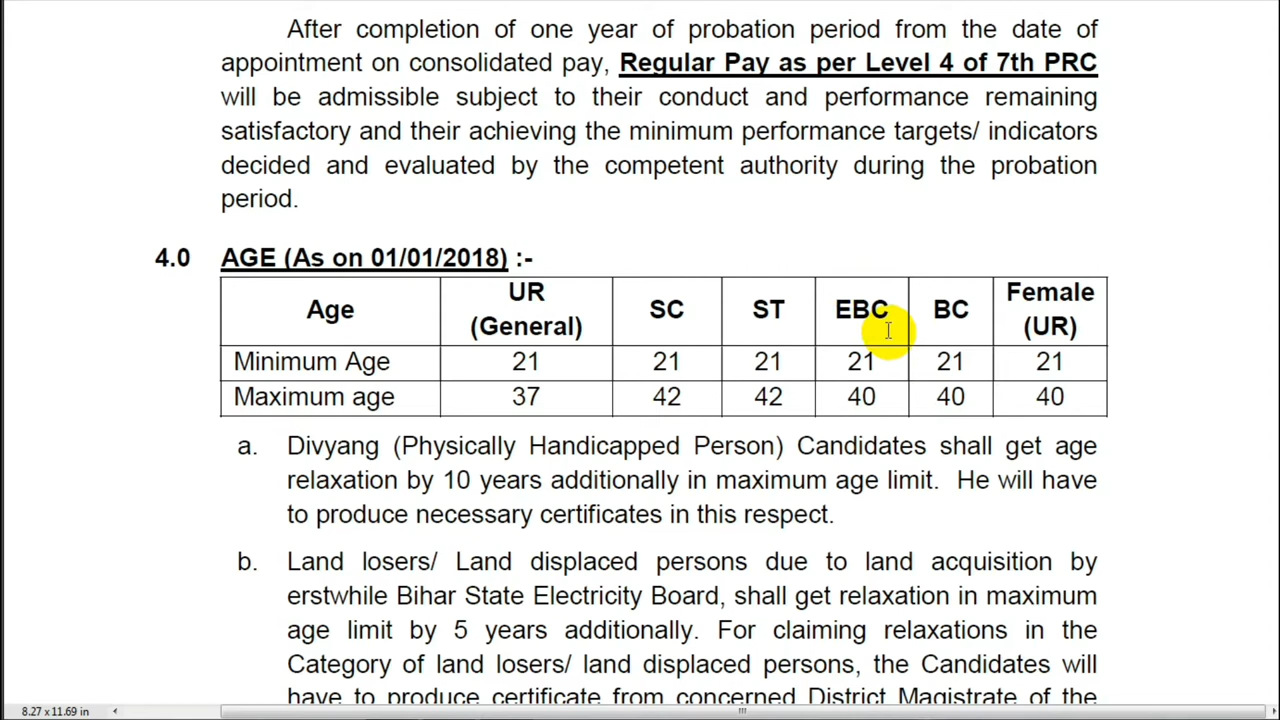 After completion of one year of probation period from the date of
appointment on consolidated pay, Regular Pay as per Level 4 of 7th PRC
will be admissible subject to their conduct and performance remaining
satisfactory and their achieving the minimum performance targets/ indicators
decided and evaluated by the competent authority during the probation
period.
4.0 AGE (As on 01/01/2018) :-
Age UR (General) SC ST EBC BC Female (UR)
Minimum Age 21 21 21 21 21 21
Maximum age 37 42 42 40 40 40
a. Divyang (Physically Handicapped Person) Candidates shall get age
relaxation by 10 years additionally in maximum age limit. He will have
to produce necessary certificates in this respect.
b. Land losers/ Land displaced persons due to land acquisition by
erstwhile Bihar State Electricity Board, shall get relaxation in maximum
age limit by 5 years additionally. For claiming relaxations in the
Category of land losers/ land displaced persons, the Candidates will
have to produce certificate from concerned District Magistrate of the
8.27 x 11.69 in